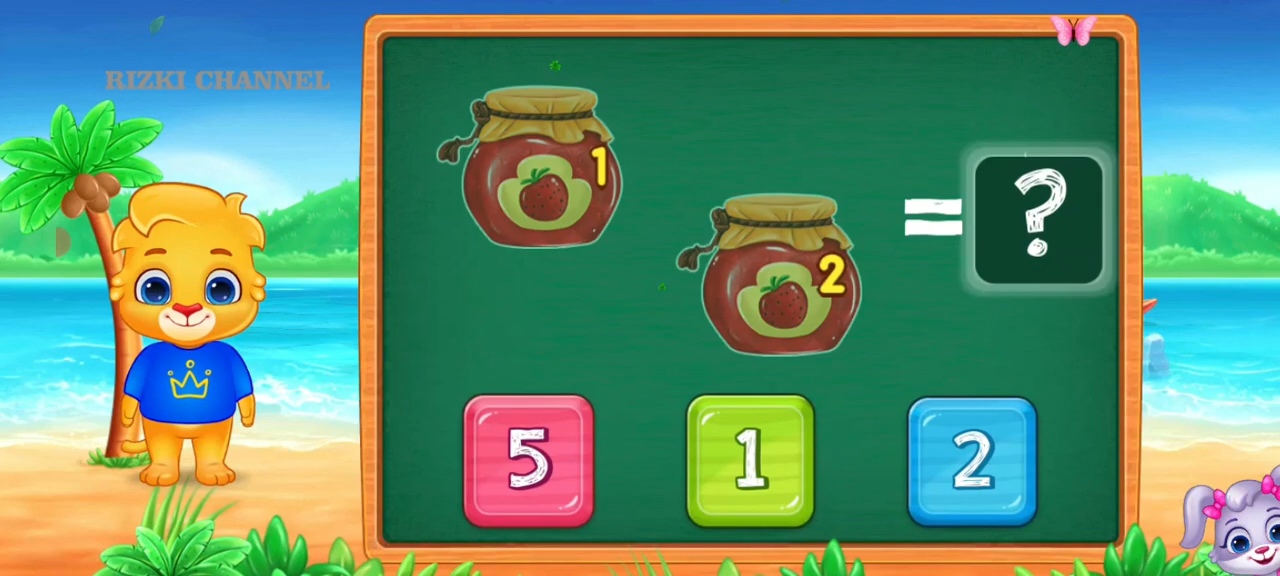 RIZKI CHANNEL
1
2
= ?
5 1 2